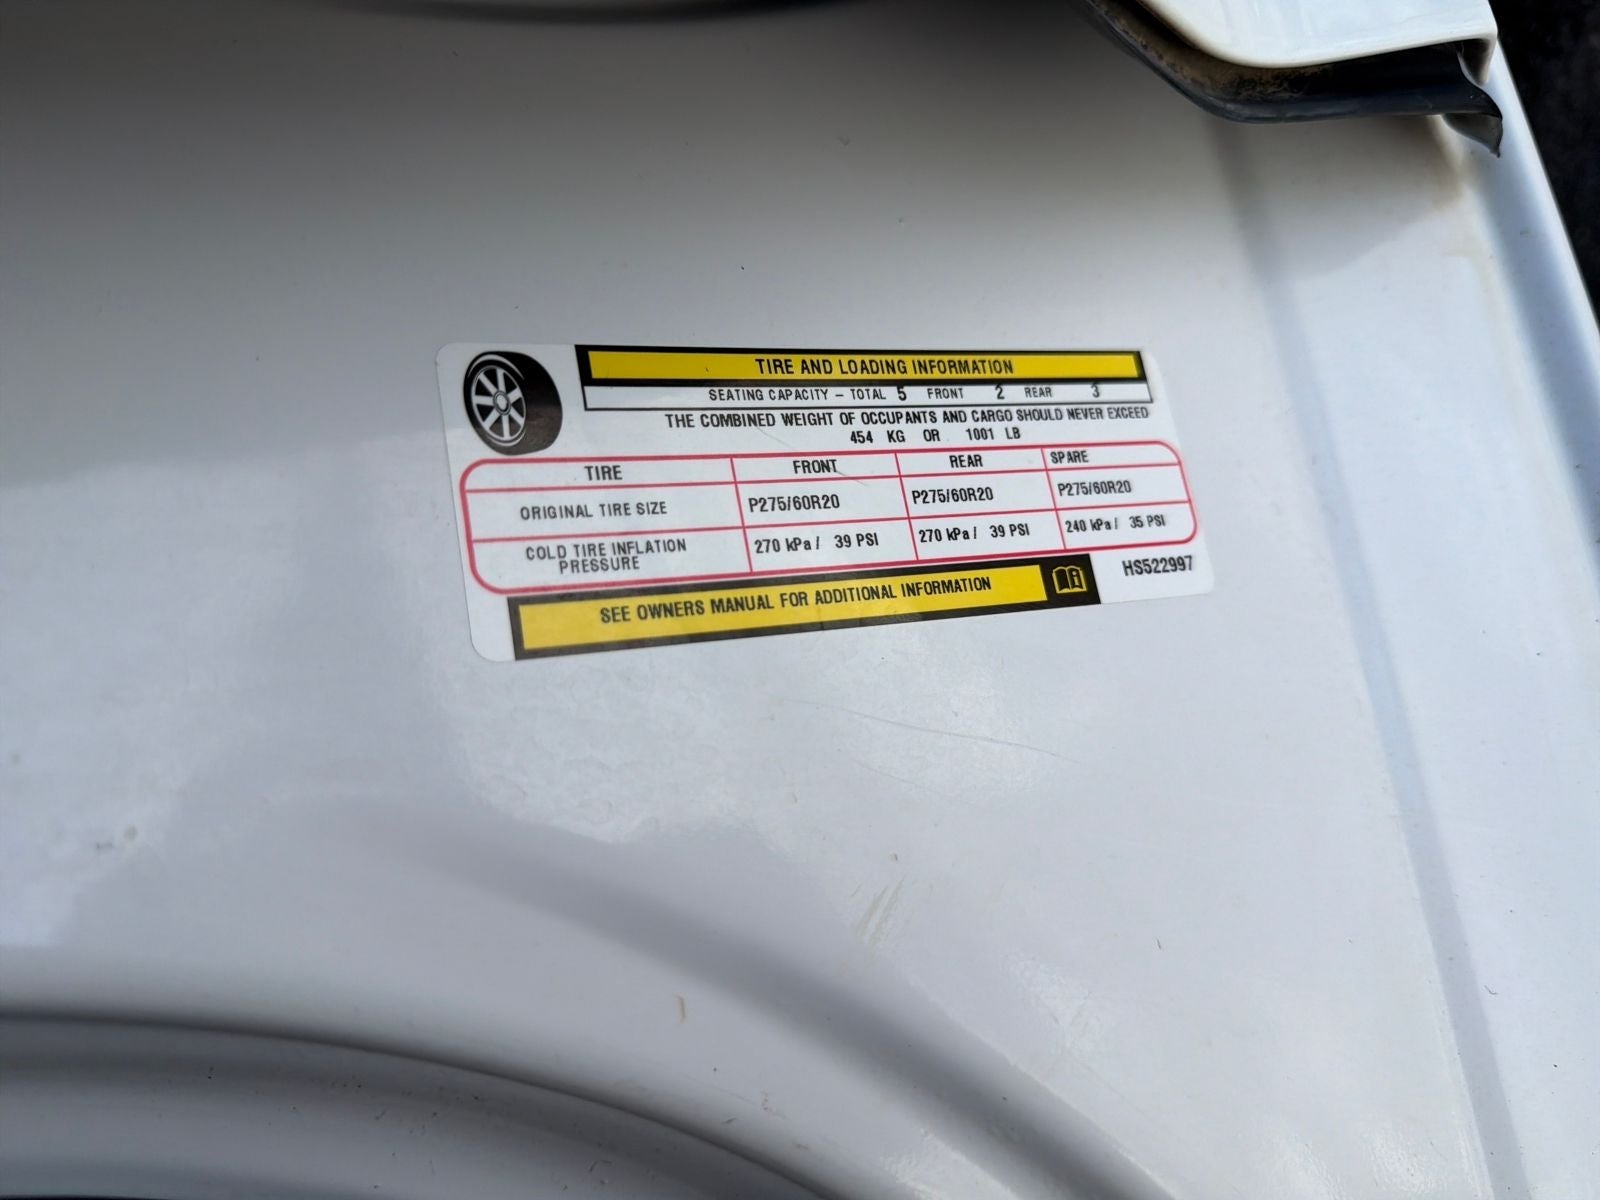 TIRE AND LOADING INFORMATION
SEATING CAPACITY – TOTAL 5 FRONT 2 REAR 3
THE COMBINED WEIGHT OF OCCUPANTS AND CARGO SHOULD NEVER EXCEED
454 KG OR 1001 LB
TIRE FRONT REAR SPARE
ORIGINAL TIRE SIZE P275/60R20 P275/60R20 P275/60R20
COLD TIRE INFLATION PRESSURE 270 kPa / 39 PSI 270 kPa / 39 PSI 240 kPa / 35 PSI
SEE OWNERS MANUAL FOR ADDITIONAL INFORMATION
HS522997